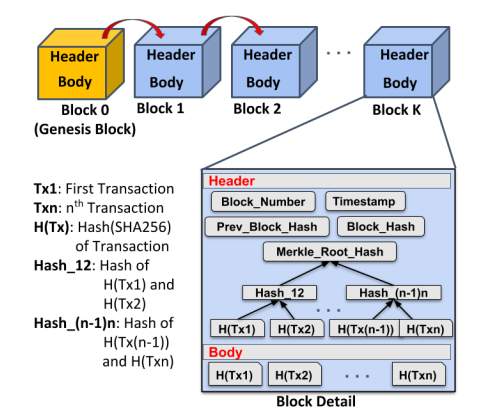 Header
Body
Header
Body
Header
Body
. . .
Header
Body
Block 0
(Genesis Block)
Block 1
Block 2
Block K
Tx1: First Transaction
Txn: nth Transaction
H(Tx): Hash(SHA256)
of Transaction
Hash_12: Hash of
H(Tx1) and
H(Tx2)
Hash_(n-1)n: Hash of
H(Tx(n-1))
and H(Txn)
Header
Block_Number
Timestamp
Prev_Block_Hash
Block_Hash
Merkle_Root_Hash
Hash_12
Hash_(n-1)n
. . .
H(Tx1)
H(Tx2)
H(Tx(n-1))
H(Txn)
Body
H(Tx1)
H(Tx2)
. . .
H(Txn)
Block Detail